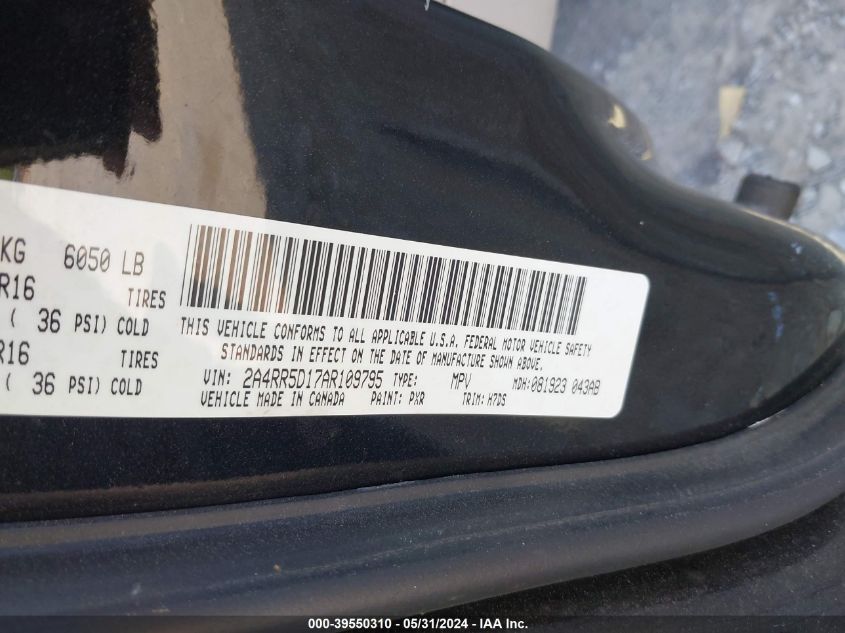 KG 6050 LB
R16 TIRES
( 36 PSI) COLD
R16 TIRES
( 36 PSI) COLD
THIS VEHICLE CONFORMS TO ALL APPLICABLE U.S.A. FEDERAL MOTOR VEHICLE SAFETY
STANDARDS IN EFFECT ON THE DATE OF MANUFACTURE SHOWN ABOVE.
VIN: 2A4RR5D17AR109795 TYPE: MPV MDH:081923 043AB
VEHICLE MADE IN CANADA PAINT: PXR TRIM: H7DS
000-39550310 - 05/31/2024 - IAA Inc.